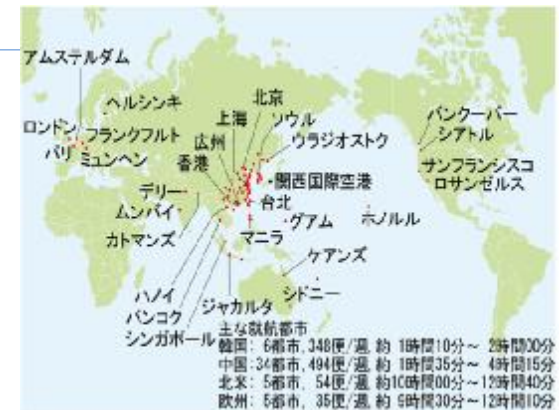 アムステルダム
ヘルシンキ
ロンドン
フランクフルト
パリ
ミュンヘン
北京
上海
ソウル
広州
ウラジオストク
香港
関西国際空港
デリー
台北
ムンバイ
グアム
ホノルル
カトマンズ
マニラ
バンクーバー
シアトル
サンフランシスコ
ロサンゼルス
ケアンズ
ハノイ
ジャカルタ
シドニー
バンコク
シンガポール
主な就航都市
韓国: 6都市, 348便/週, 約 1時間10分～ 2時間00分
中国:34都市, 494便/週, 約 1時間35分～ 4時間15分
北米: 5都市, 54便/週, 約10時間00分～12時間40分
欧州: 5都市, 35便/週, 約 9時間30分～12時間10分